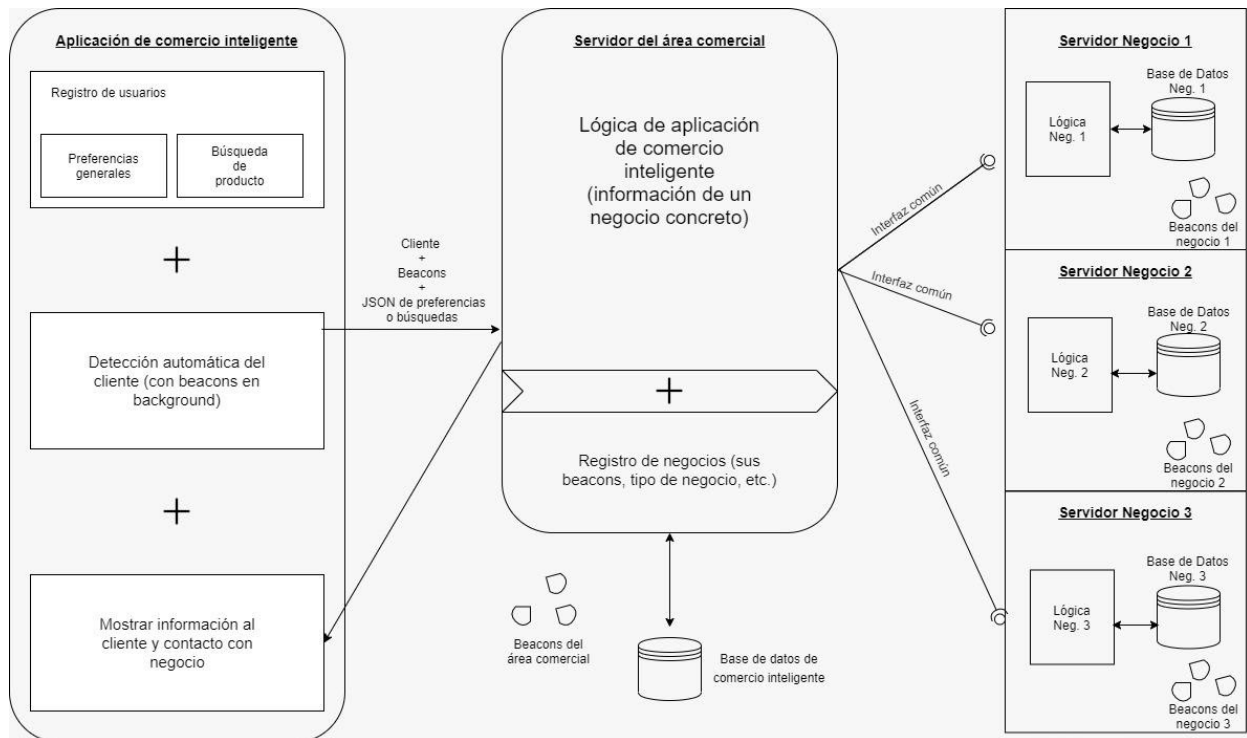 Aplicación de comercio inteligente
Registro de usuarios
Preferencias
generales
Búsqueda
de
producto
+
Detección automática del
cliente (con beacons en
background)
+
Mostrar información al
cliente y contacto con
negocio
Cliente
+
Beacons
+
JSON de preferencias
o búsquedas
Servidor del área comercial
Lógica de aplicación
de comercio
inteligente
(información de un
negocio concreto)
+
Registro de negocios (sus
beacons, tipo de negocio, etc.)
Beacons del
área comercial
Base de datos de
comercio inteligente
Interfaz común
Interfaz común
Interfaz común
Servidor Negocio 1
Lógica
Neg. 1
Base de Datos
Neg. 1
Beacons del
negocio 1
Servidor Negocio 2
Lógica
Neg. 2
Base de Datos
Neg. 2
Beacons del
negocio 2
Servidor Negocio 3
Lógica
Neg. 3
Base de Datos
Neg. 3
Beacons del
negocio 3